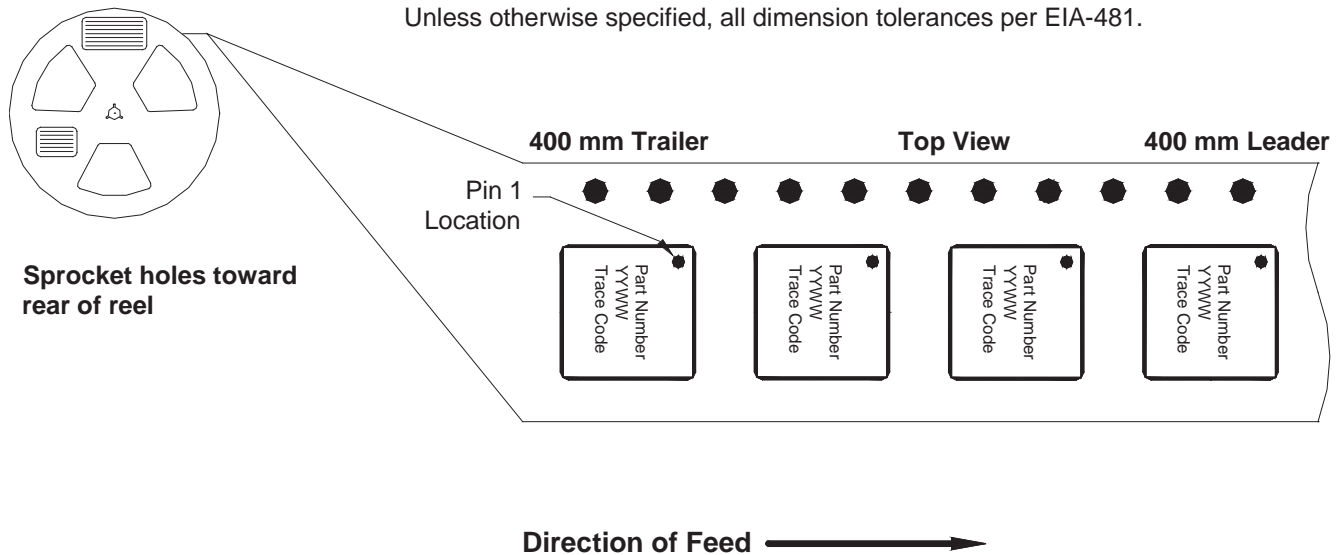 Unless otherwise specified, all dimension tolerances per EIA-481.
400 mm Trailer
Top View
400 mm Leader
Pin 1
Location
Sprocket holes toward
rear of reel
Part Number
YYWW
Trace Code
Part Number
YYWW
Trace Code
Part Number
YYWW
Trace Code
Part Number
YYWW
Trace Code
Direction of Feed